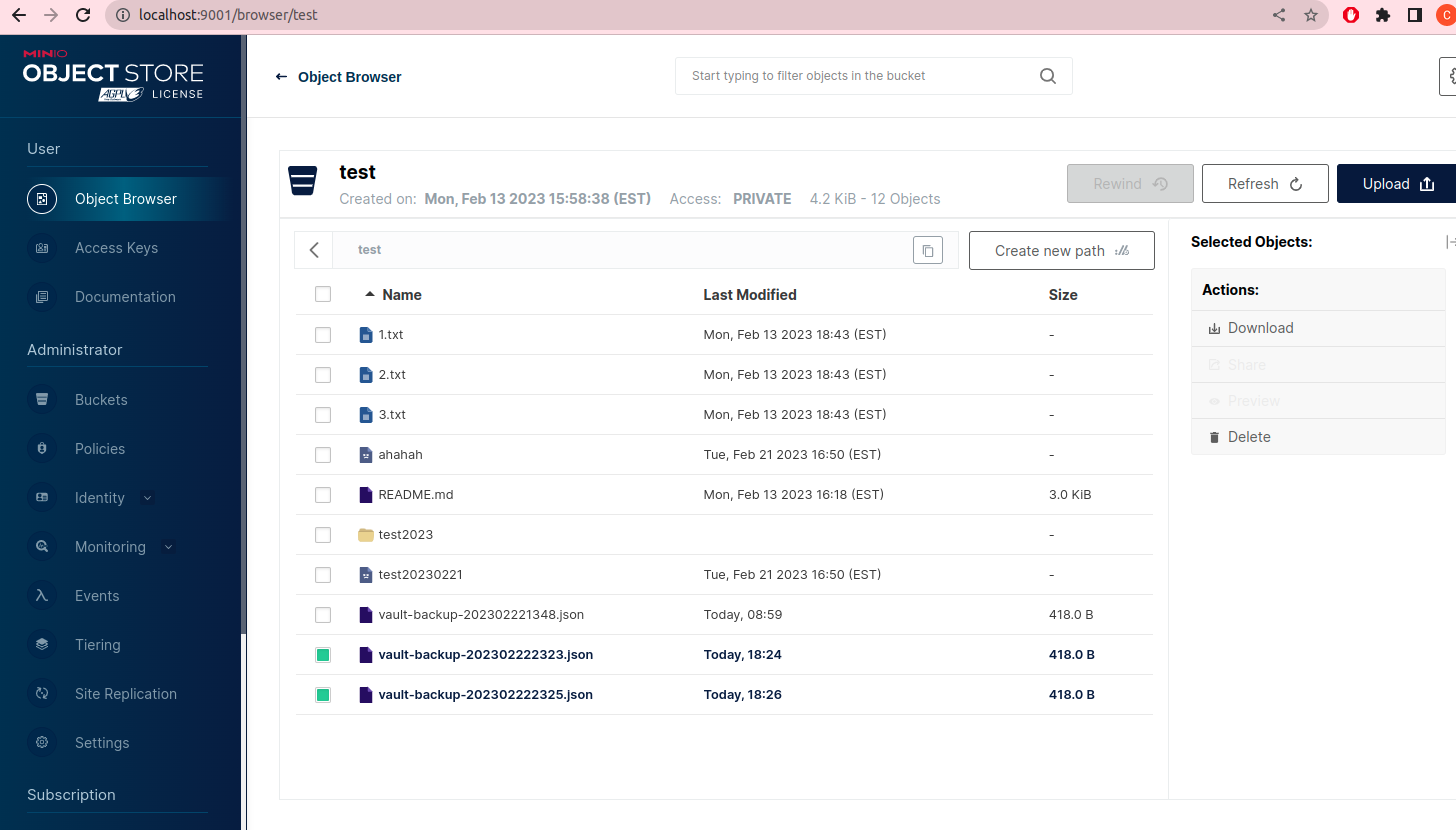 localhost:9001/browser/test
C
MINIO
OBJECT STORE
AGPLv3 LICENSE
User
Object Browser
Access Keys
Documentation
Administrator
Buckets
Policies
Identity
Monitoring
Events
Tiering
Site Replication
Settings
Subscription
Object Browser
Start typing to filter objects in the bucket
test
Created on: Mon, Feb 13 2023 15:58:38 (EST) Access: PRIVATE 4.2 KiB - 12 Objects
Rewind
Refresh
Upload
test
Create new path
Name Last Modified Size
1.txt Mon, Feb 13 2023 18:43 (EST) -
2.txt Mon, Feb 13 2023 18:43 (EST) -
3.txt Mon, Feb 13 2023 18:43 (EST) -
ahahah Tue, Feb 21 2023 16:50 (EST) -
README.md Mon, Feb 13 2023 16:18 (EST) 3.0 KiB
test2023 -
test20230221 Tue, Feb 21 2023 16:50 (EST) -
vault-backup-202302221348.json Today, 08:59 418.0 B
vault-backup-202302222323.json Today, 18:24 418.0 B
vault-backup-202302222325.json Today, 18:26 418.0 B
Selected Objects:
Actions:
Download
Share
Preview
Delete